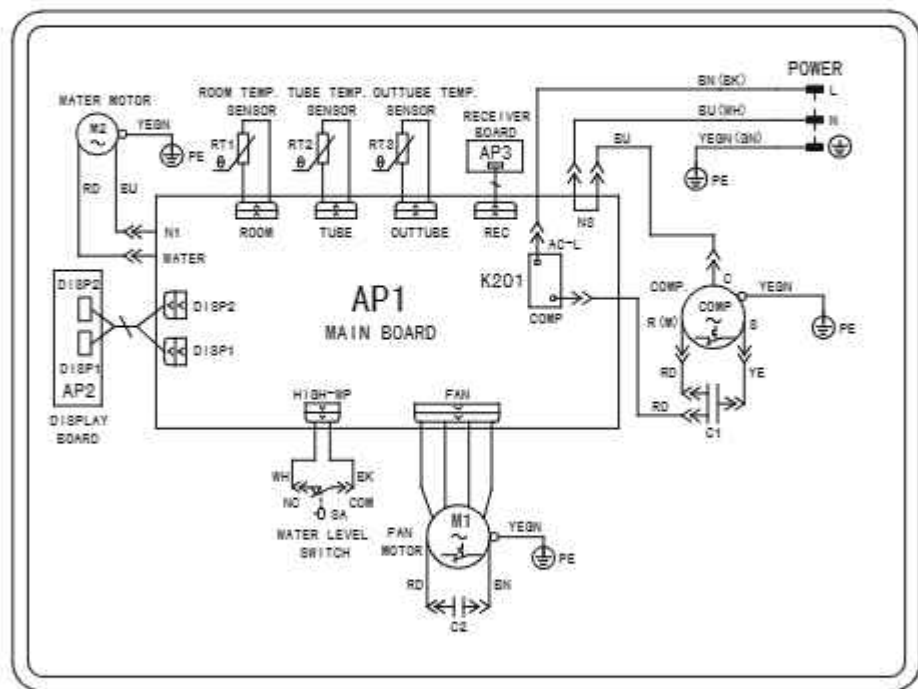 POWER
BN(BK)
L
ROOM TEMP. SENSOR
TUBE TEMP. SENSOR
OUTTUBE TEMP. SENSOR
WATER MOTOR
M2
~
YEGN
PE
RT1
θ
RT2
θ
RT3
θ
RECEIVER
BOARD
AP3
BU(WH)
N
BU
YEGN(GN)
PE
RD
BU
N1
WATER
ROOM
TUBE
OUTTUBE
REC
NS
AC-L
K201
COMP
AP1
MAIN BOARD
DISP2
DISP1
AP2
DISPLAY
BOARD
DISP2
DISP1
COMP.
C
COMP
~
YEGN
PE
R(M)
S
RD
YE
RD
C1
HIGH-WP
FAN
WH
BK
NC
COM
SA
WATER LEVEL
SWITCH
FAN
MOTOR
M1
~
YEGN
PE
RD
BN
C2